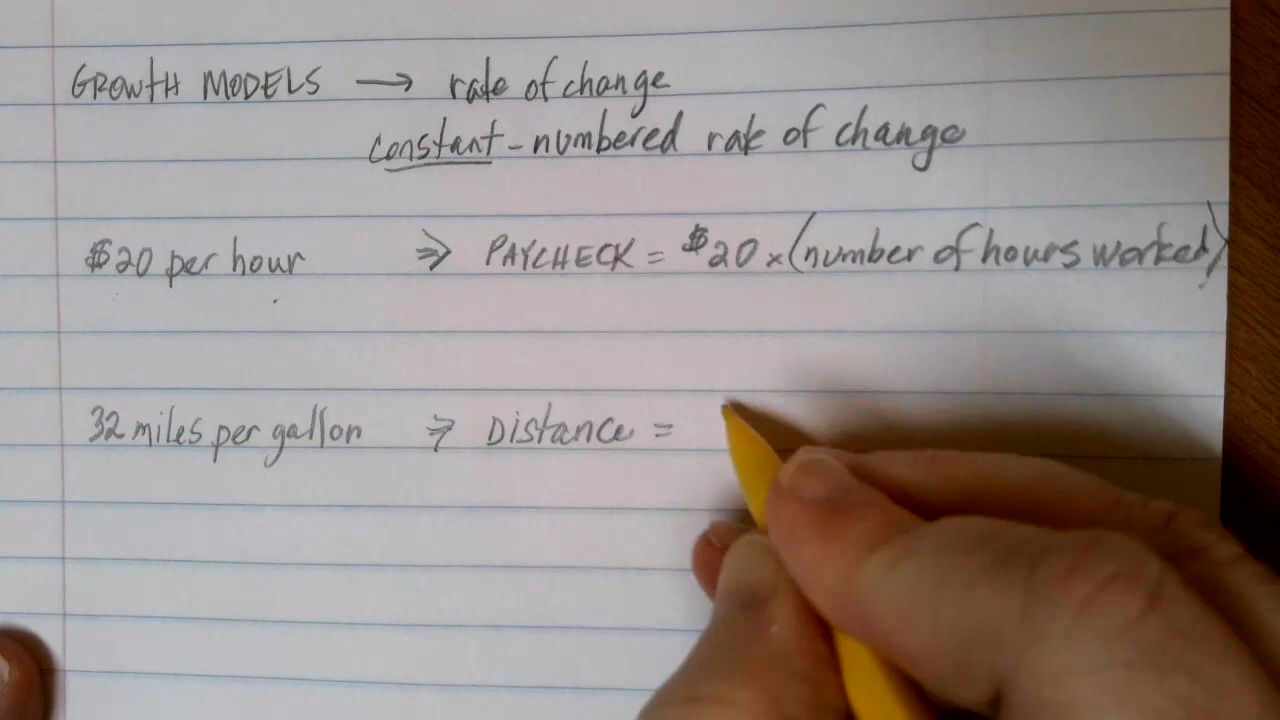 GROWTH MODELS → rate of change
constant-numbered rate of change
$20 per hour ⇒ PAYCHECK = $20 × (number of hours worked)
32 miles per gallon ⇒ Distance =